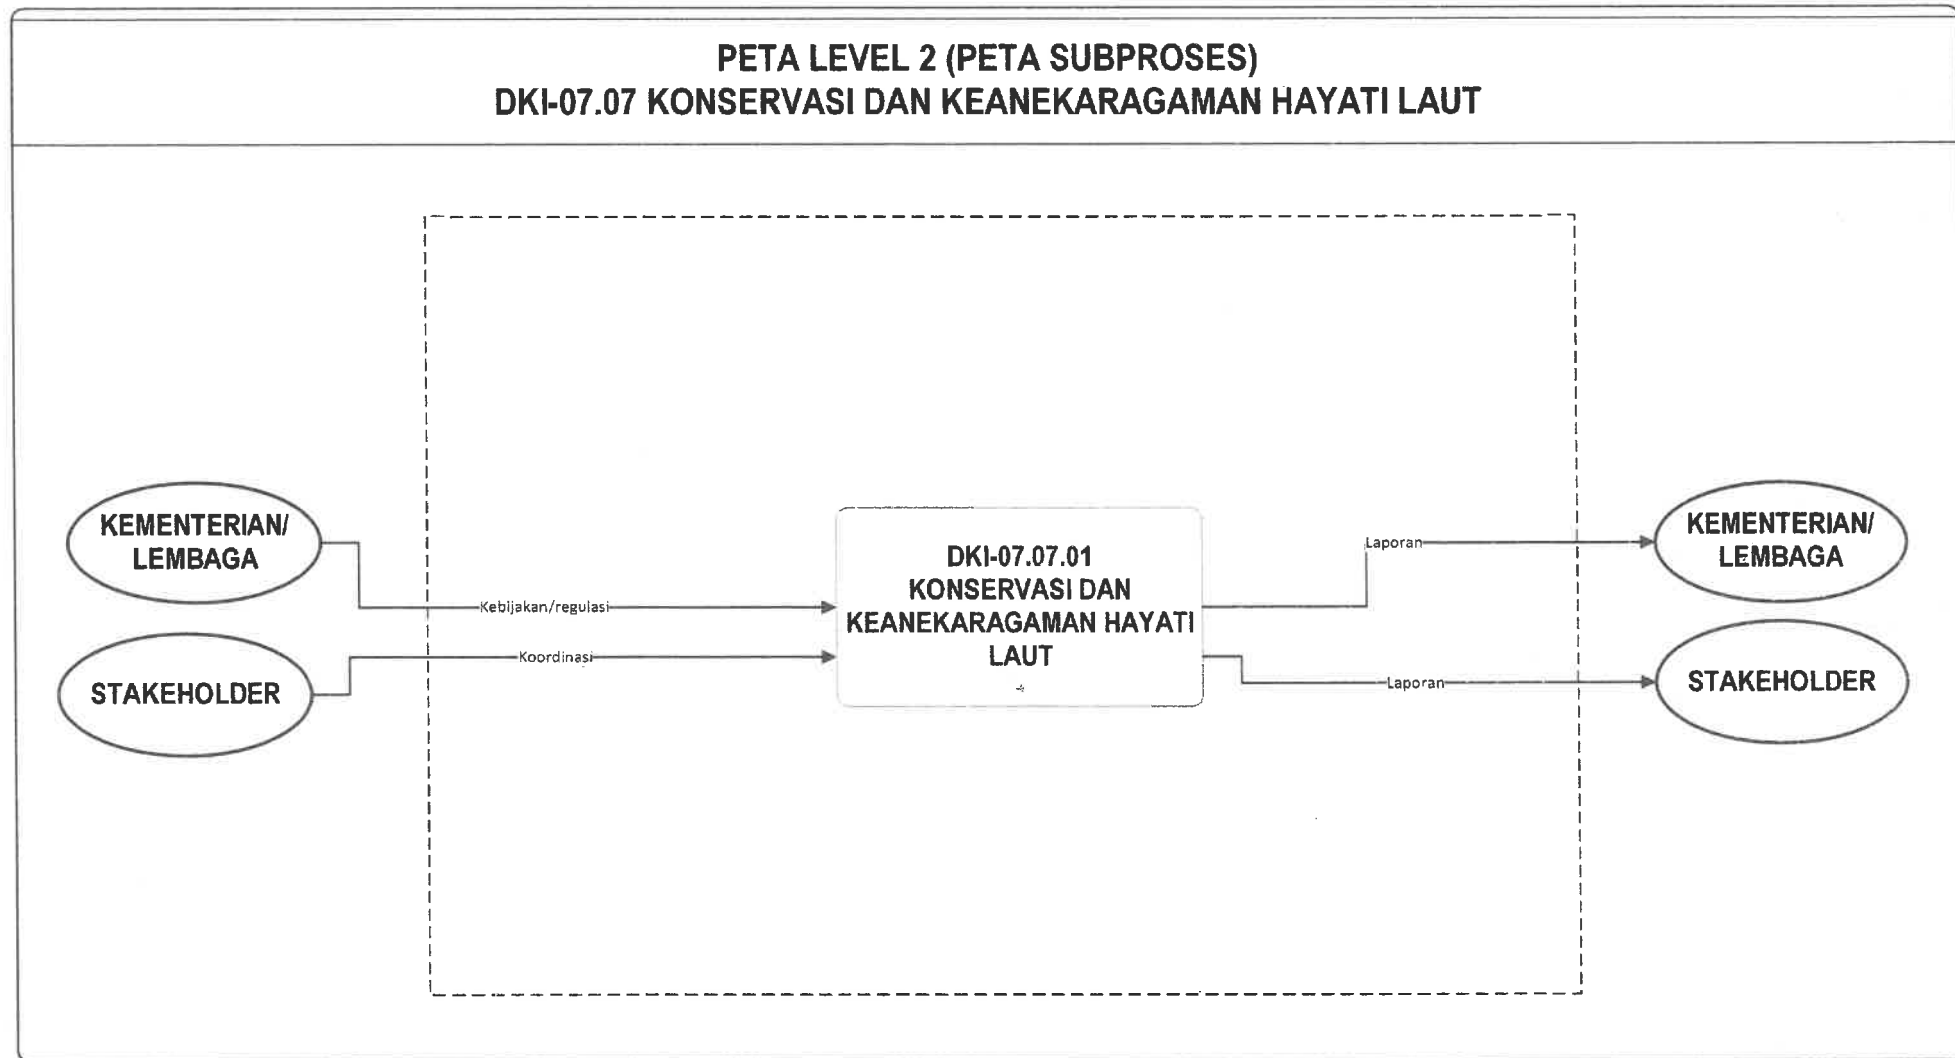 PETA LEVEL 2 (PETA SUBPROSES)
DKI-07.07 KONSERVASI DAN KEANEKARAGAMAN HAYATI LAUT
KEMENTERIAN/
LEMBAGA
STAKEHOLDER
Kebijakan/regulasi
Koordinasi
DKI-07.07.01
KONSERVASI DAN
KEANEKARAGAMAN HAYATI
LAUT
Laporan
Laporan
KEMENTERIAN/
LEMBAGA
STAKEHOLDER